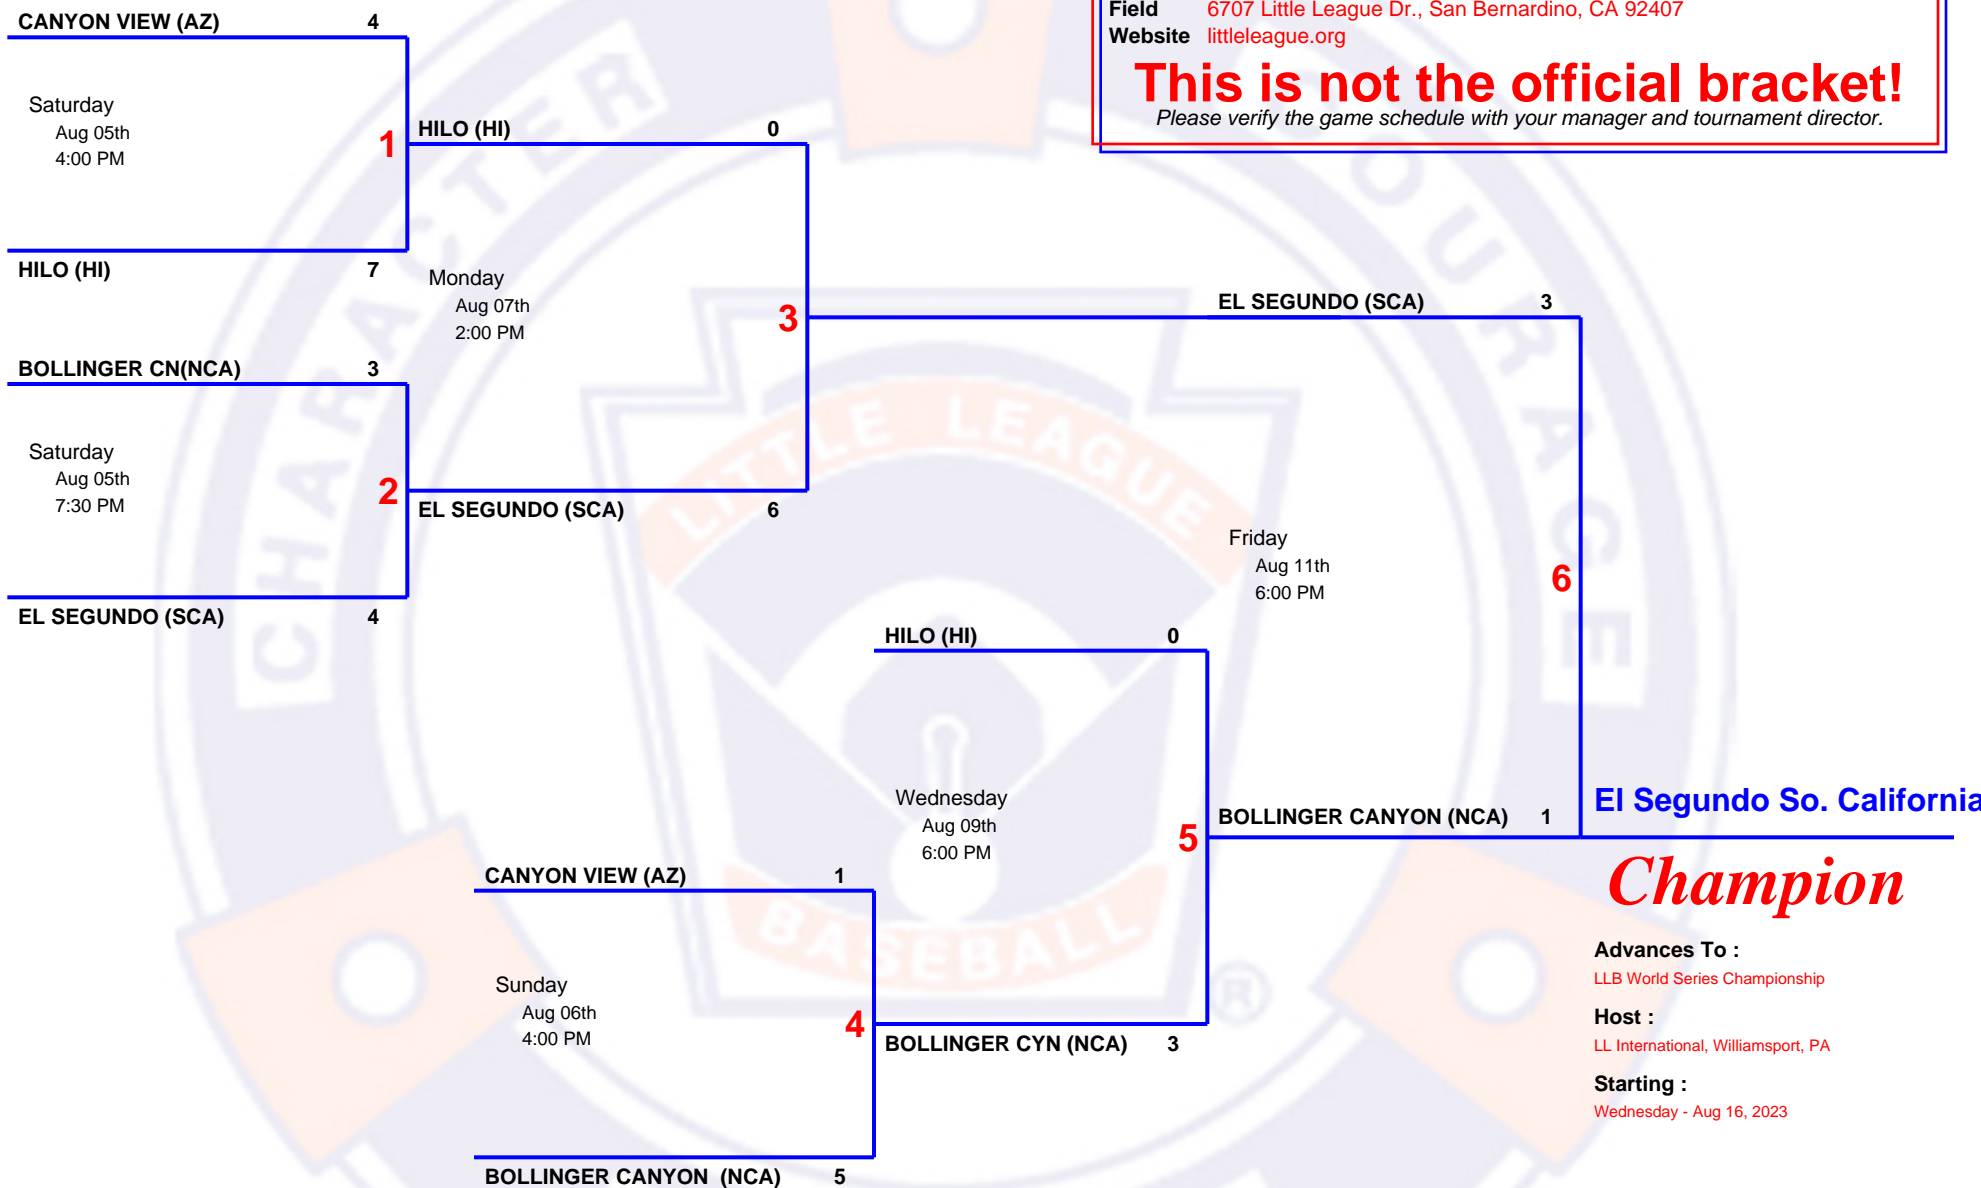 CANYON VIEW (AZ) 4
Field 6707 Little League Dr., San Bernardino, CA 92407
Website littleleague.org
This is not the official bracket!
Please verify the game schedule with your manager and tournament director.
Saturday
Aug 05th
4:00 PM
1
HILO (HI) 0
HILO (HI) 7
Monday
Aug 07th
2:00 PM
3
EL SEGUNDO (SCA) 3
BOLLINGER CN(NCA) 3
Saturday
Aug 05th
7:30 PM
2
EL SEGUNDO (SCA) 6
EL SEGUNDO (SCA) 4
Friday
Aug 11th
6:00 PM
6
HILO (HI) 0
Wednesday
Aug 09th
6:00 PM
5
BOLLINGER CANYON (NCA) 1
El Segundo So. California
Champion
CANYON VIEW (AZ) 1
Sunday
Aug 06th
4:00 PM
4
BOLLINGER CYN (NCA) 3
BOLLINGER CANYON (NCA) 5
Advances To :
LLB World Series Championship
Host :
LL International, Williamsport, PA
Starting :
Wednesday - Aug 16, 2023
CHARACTER
COURAGE
LITTLE LEAGUE
BASEBALL
®